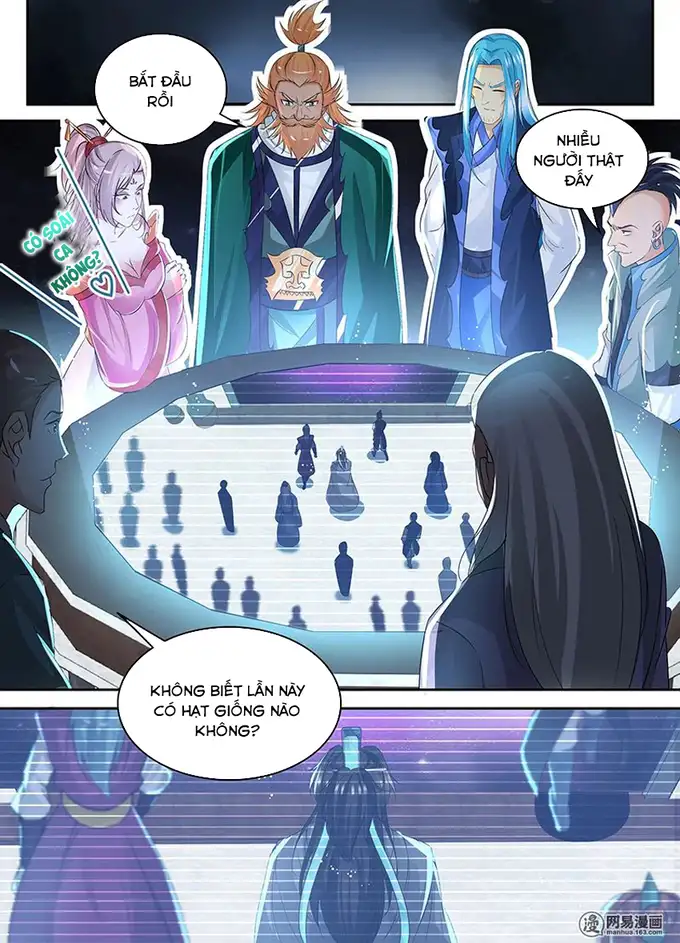 BẮT ĐẦU
RỒI
NHIỀU
NGƯỜI THẬT
ĐẤY
CÓ SOÁI
CA
KHÔNG?
KHÔNG BIẾT LẦN NÀY
CÓ HẠT GIỐNG NÀO
KHÔNG?
漫 网易漫画
manhua.163.com